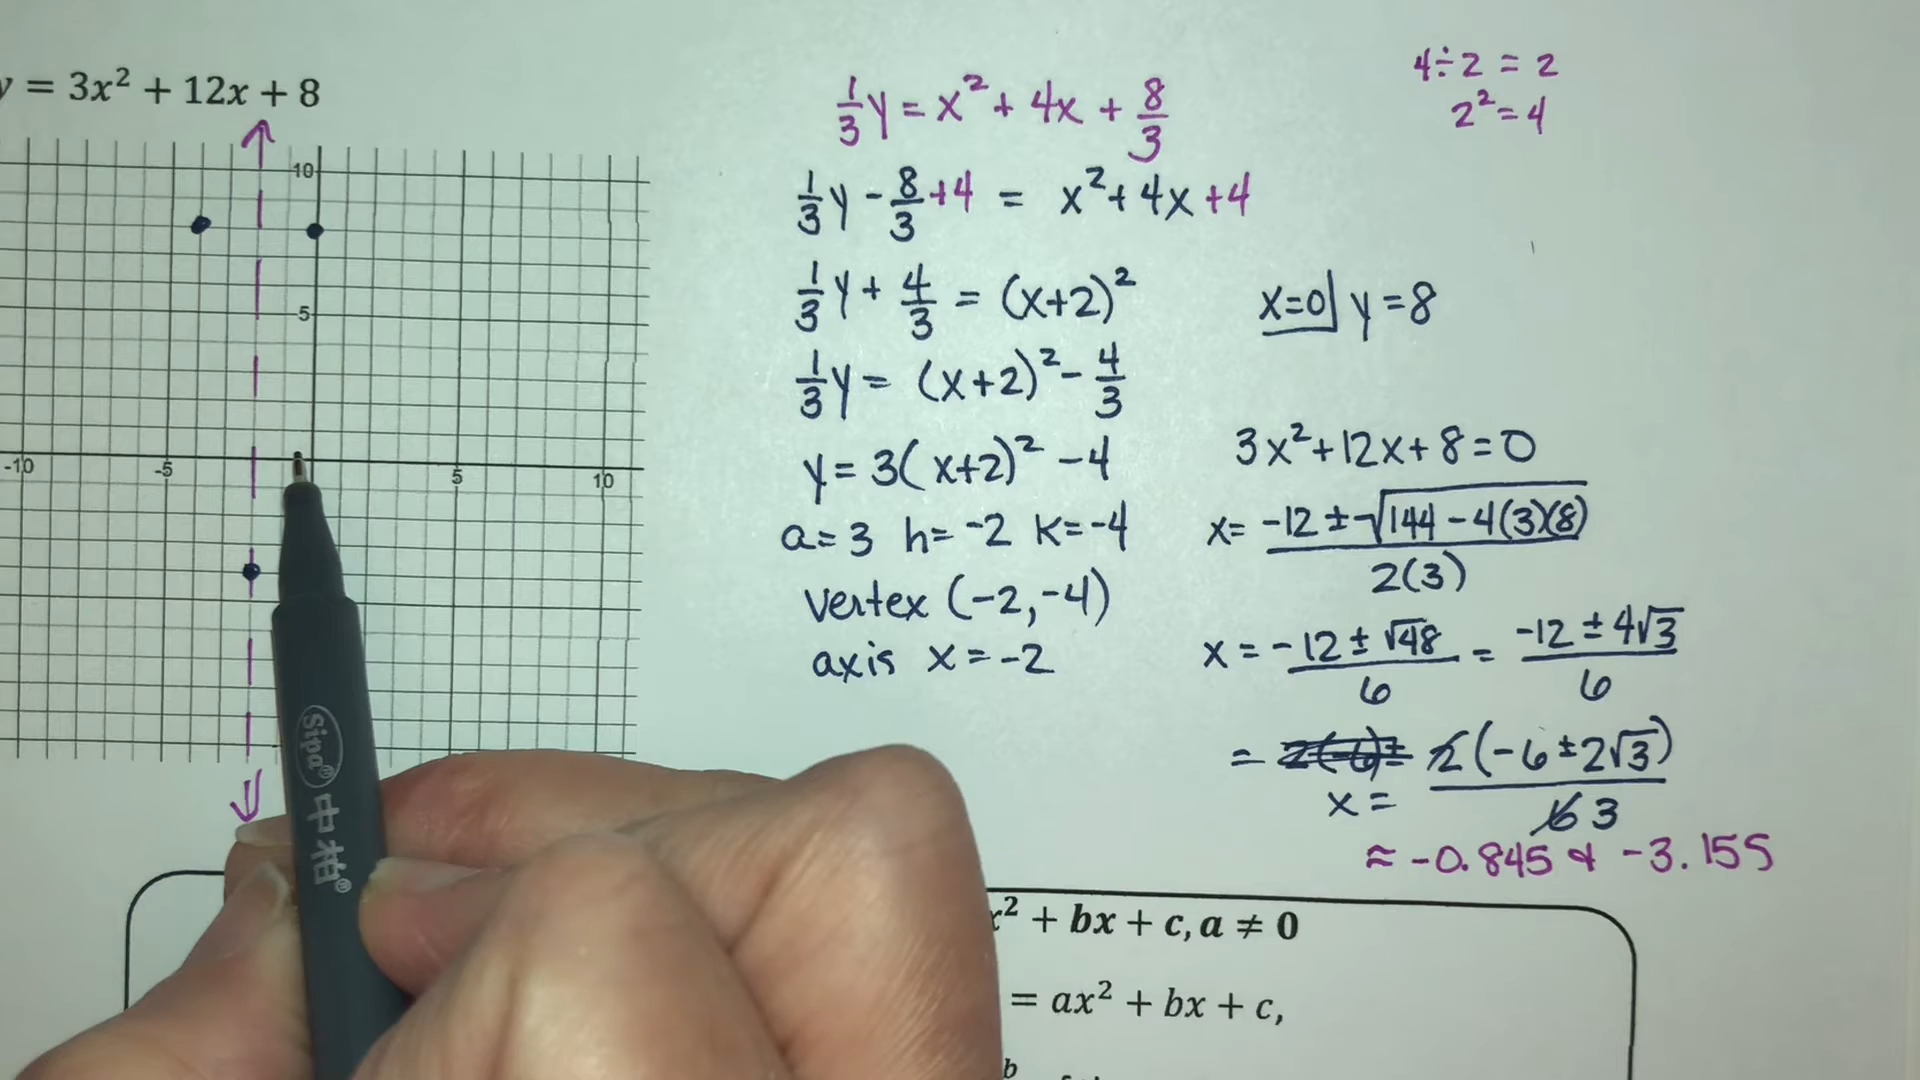 y = 3x² + 12x + 8
10
5
-10
-5
5
10
1/3 y = x² + 4x + 8/3
1/3 y - 8/3 + 4 = x² + 4x + 4
1/3 y + 4/3 = (x+2)²
1/3 y = (x+2)² - 4/3
y = 3(x+2)² - 4
a = 3 h = -2 k = -4
vertex (-2, -4)
axis x = -2
4 ÷ 2 = 2
2² = 4
x=0 y = 8
3x² + 12x + 8 = 0
x = -12 ± √144 - 4(3)(8) / 2(3)
x = -12 ± √48 / 6 = -12 ± 4√3 / 6
= 2(-6 ± 2√3)
x = 6 3
≈ -0.845 & -3.155
x² + bx + c, a ≠ 0
= ax² + bx + c,
b
Sipa®
中柏®